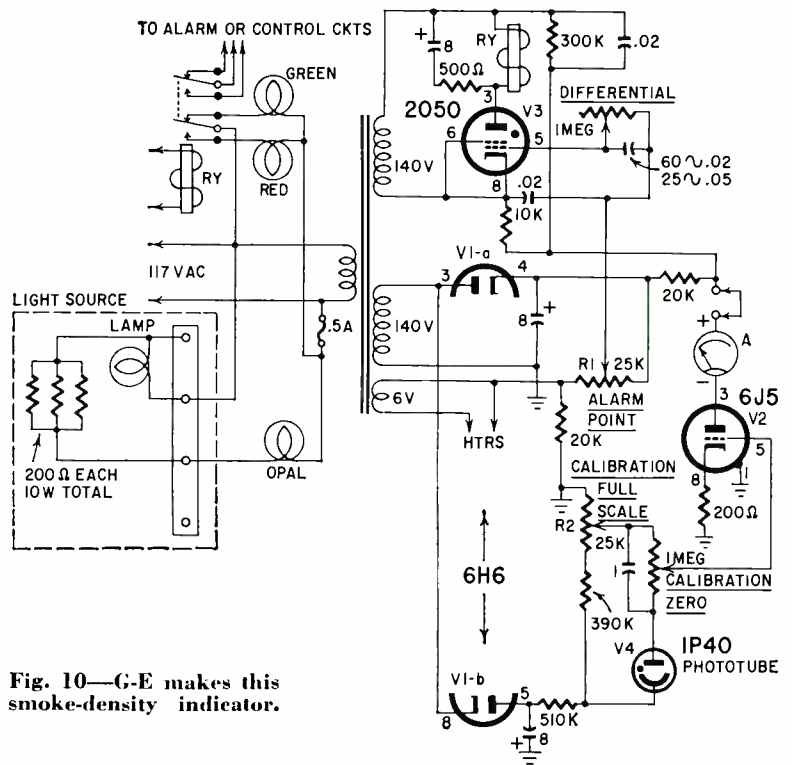 TO ALARM OR CONTROL CKTS
GREEN
RED
RY
117 VAC
LIGHT SOURCE
LAMP
200Ω EACH
10W TOTAL
OPAL
.5A
+
8
500Ω
RY
300K
.02
2050
3
V3
6
5
8
DIFFERENTIAL
1MEG
60∿.02
25∿.05
140V
.02
10K
V1-a
3
4
+
8
140V
6V
HTRS
20K
R1 25K
ALARM
POINT
20K
+
A
-
3
6J5
V2
5
8
1
200Ω
CALIBRATION
FULL
SCALE
R2
25K
390K
1
1MEG
CALIBRATION
ZERO
6H6
V4
1P40
PHOTOTUBE
V1-b
8
5
510K
+
8
Fig. 10—G-E makes this
smoke-density indicator.